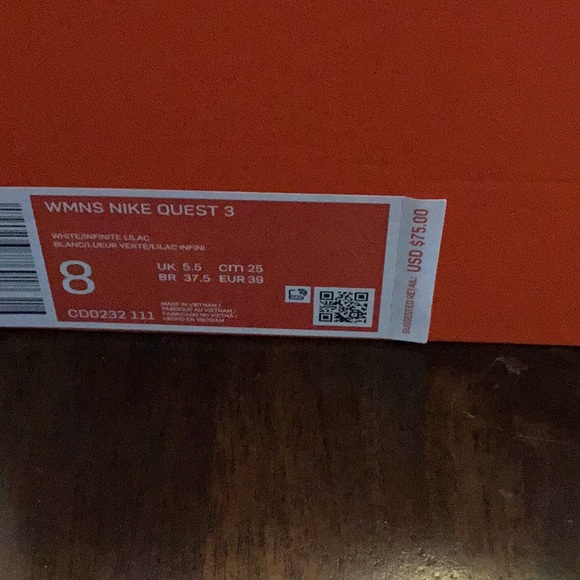 WMNS NIKE QUEST 3
WHITE/INFINITE LILAC
BLANC/LUEUR VERTE/LILAC INFINI
8
UK 5.5 cm 25
BR 37.5 EUR 39
CD0232 111
MADE IN VIETNAM /
FABRIQUE AU VIETNAM /
FABRICADO NO VIETNÃ /
HECHO EN VIETNAM
SUGGESTED RETAIL USD $75.00